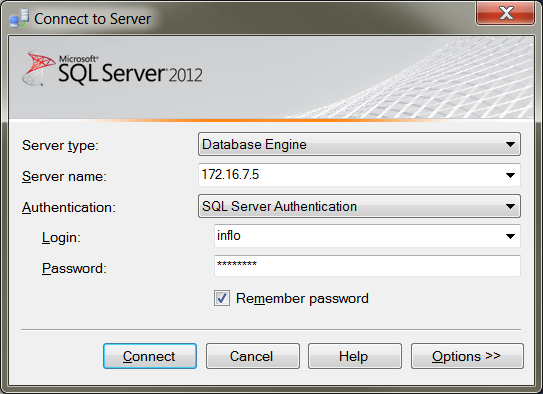 Connect to Server
Microsoft®
SQL Server® 2012
Server type: Database Engine
Server name: 172.16.7.5
Authentication: SQL Server Authentication
Login: inflo
Password: ********
Remember password
Connect Cancel Help Options >>